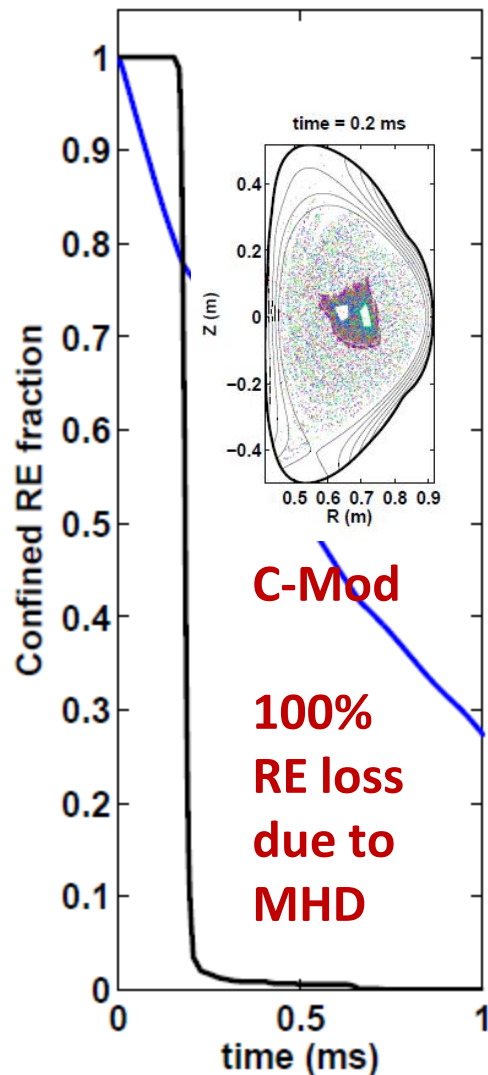 1
0.9
0.8
0.7
0.6
0.5
0.4
0.3
0.2
0.1
0
Confined RE fraction
0
0.5
1
time (ms)
time = 0.2 ms
0.4
0.2
0
−0.2
−0.4
Z (m)
0.5 0.6 0.7 0.8 0.9
R (m)
C-Mod
100%
RE loss
due to
MHD